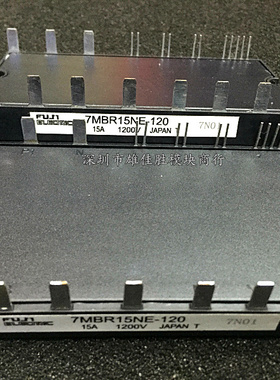 FUJI
ELECTRIC
7MBR15NE-120
15A 1200V JAPAN T 7N01
深圳市雄佳胜模块商行
FUJI
ELECTRIC
7MBR15NE-120
15A 1200V JAPAN T 7N01